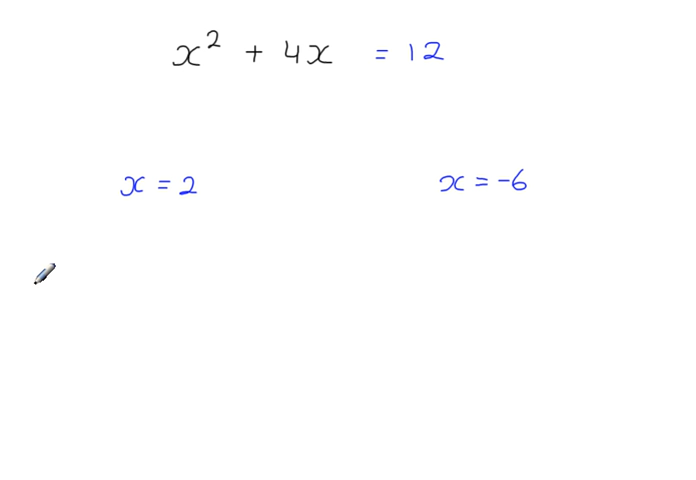 x² + 4x = 12
x = 2 x = -6